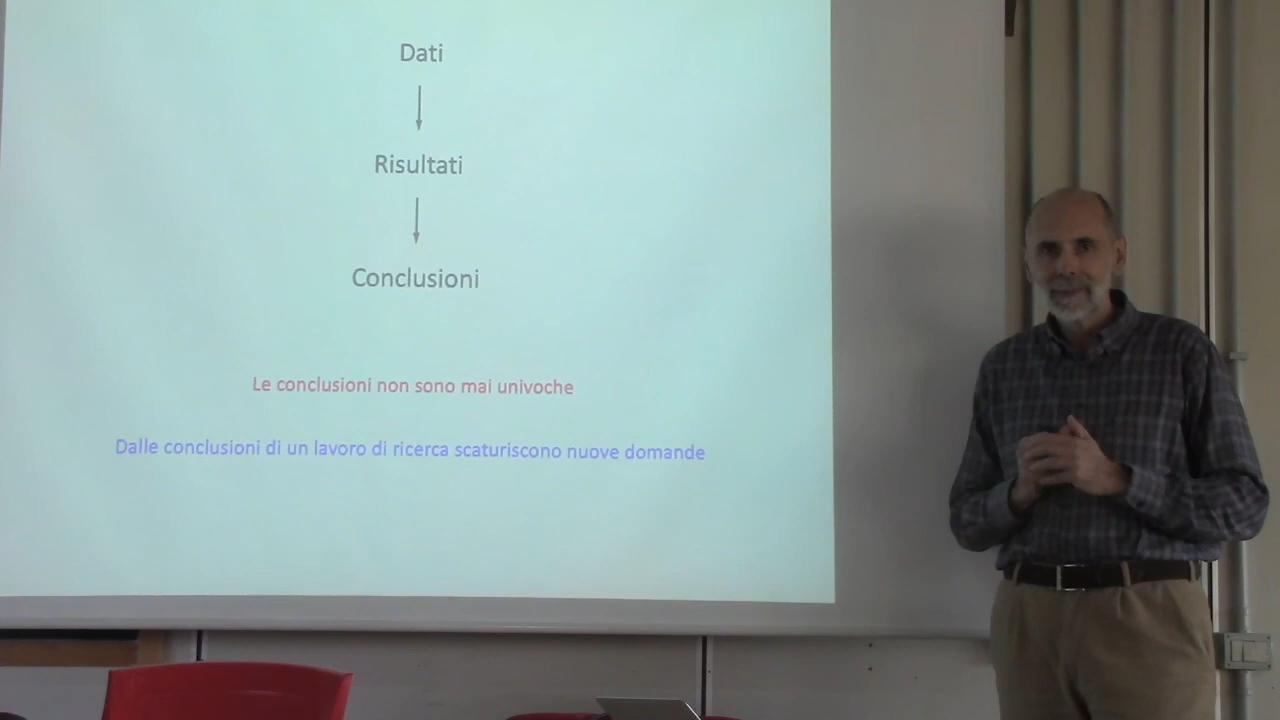 Dati
Risultati
Conclusioni
Le conclusioni non sono mai univoche
Dalle conclusioni di un lavoro di ricerca scaturiscono nuove domande